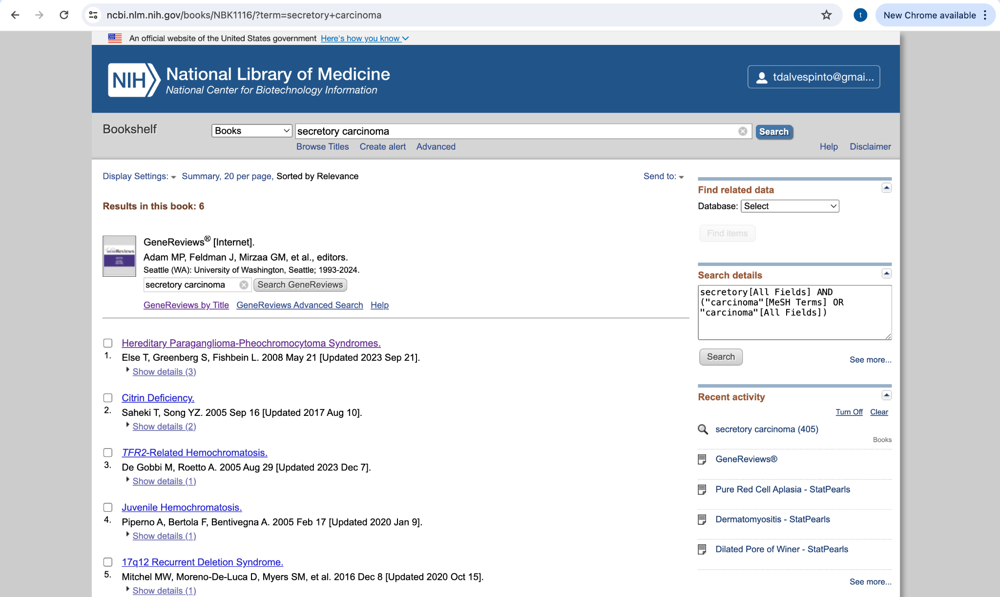 ncbi.nlm.nih.gov/books/NBK1116/?term=secretory+carcinoma
t
New Chrome available
An official website of the United States government Here's how you know
NIH National Library of Medicine
National Center for Biotechnology Information
tdalvespinto@gmai...
Bookshelf
Books
secretory carcinoma
Search
Browse Titles Create alert Advanced
Help Disclaimer
Display Settings: Summary, 20 per page, Sorted by Relevance
Send to:
Results in this book: 6
GeneReviews® [Internet].
Adam MP, Feldman J, Mirzaa GM, et al., editors.
Seattle (WA): University of Washington, Seattle; 1993-2024.
secretory carcinoma Search GeneReviews
GeneReviews by Title GeneReviews Advanced Search Help
Hereditary Paraganglioma-Pheochromocytoma Syndromes.
1. Else T, Greenberg S, Fishbein L. 2008 May 21 [Updated 2023 Sep 21].
Show details (3)
Citrin Deficiency.
2. Saheki T, Song YZ. 2005 Sep 16 [Updated 2017 Aug 10].
Show details (2)
TFR2-Related Hemochromatosis.
3. De Gobbi M, Roetto A. 2005 Aug 29 [Updated 2023 Dec 7].
Show details (1)
Juvenile Hemochromatosis.
4. Piperno A, Bertola F, Bentivegna A. 2005 Feb 17 [Updated 2020 Jan 9].
Show details (1)
17q12 Recurrent Deletion Syndrome.
5. Mitchel MW, Moreno-De-Luca D, Myers SM, et al. 2016 Dec 8 [Updated 2020 Oct 15].
Show details (1)
Find related data
Database: Select
Find items
Search details
secretory[All Fields] AND
("carcinoma"[MeSH Terms] OR
"carcinoma"[All Fields])
Search
See more...
Recent activity
Turn Off Clear
secretory carcinoma (405)
Books
GeneReviews®
Pure Red Cell Aplasia - StatPearls
Dermatomyositis - StatPearls
Dilated Pore of Winer - StatPearls
See more...